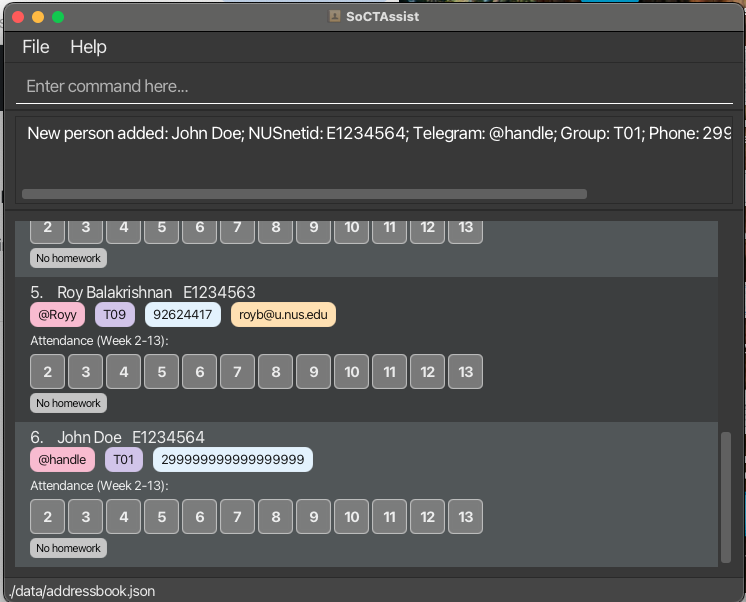 SoCTAssist
File Help
Enter command here...
New person added: John Doe; NUSnetid: E1234564; Telegram: @handle; Group: T01; Phone: 299
2 3 4 5 6 7 8 9 10 11 12 13
No homework
5. Roy Balakrishnan E1234563
@Royy T09 92624417 royb@u.nus.edu
Attendance (Week 2-13):
2 3 4 5 6 7 8 9 10 11 12 13
No homework
6. John Doe E1234564
@handle T01 299999999999999999
Attendance (Week 2-13):
2 3 4 5 6 7 8 9 10 11 12 13
No homework
./data/addressbook.json